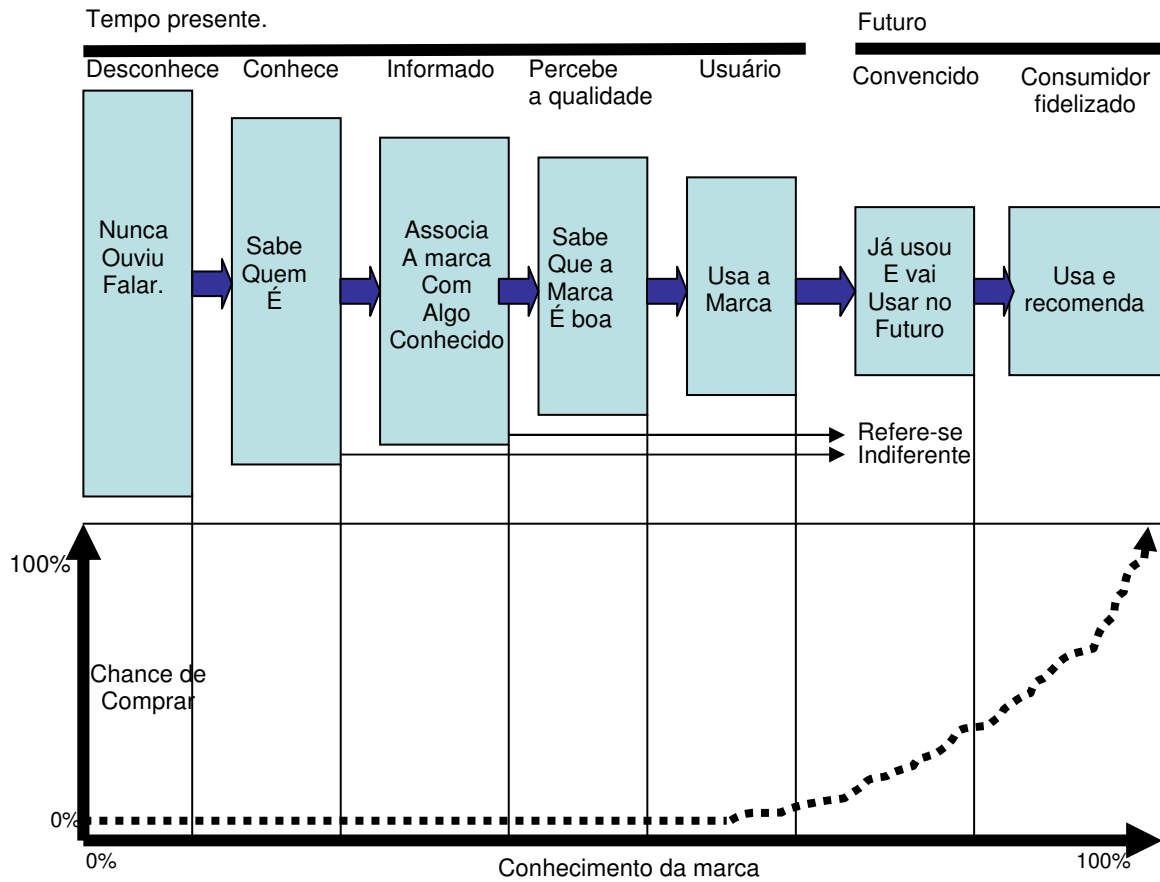 Tempo presente.
Futuro
Desconhece
Conhece
Informado
Percebe
a qualidade
Usuário
Convencido
Consumidor
fidelizado
Nunca
Ouviu
Falar.
Sabe
Quem
É
Associa
A marca
Com
Algo
Conhecido
Sabe
Que a
Marca
É boa
Usa a
Marca
Já usou
E vai
Usar no
Futuro
Usa e
recomenda
Refere-se
Indiferente
100%
Chance de
Comprar
0%
0%
Conhecimento da marca
100%